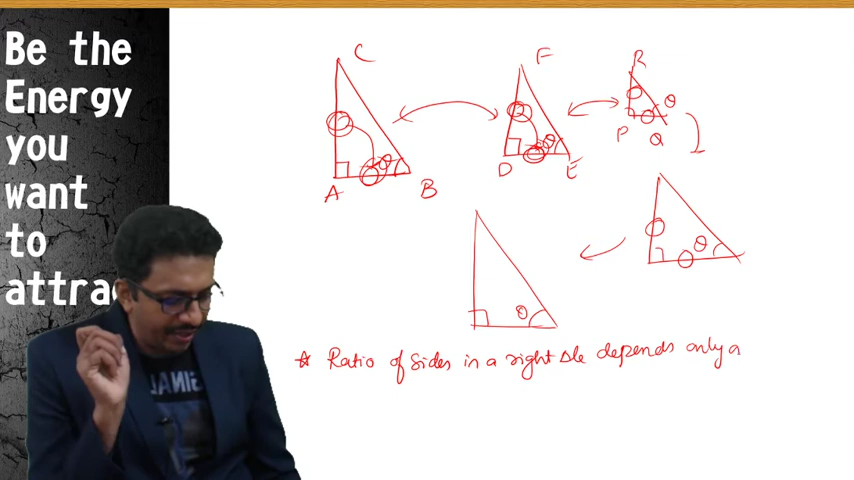 Be the
Energy
you
want
to
attra
C
F
R
θ
θ
θ
P
Q
A
B
D
E
θ
θ
* Ratio of sides in a right Δle depends only